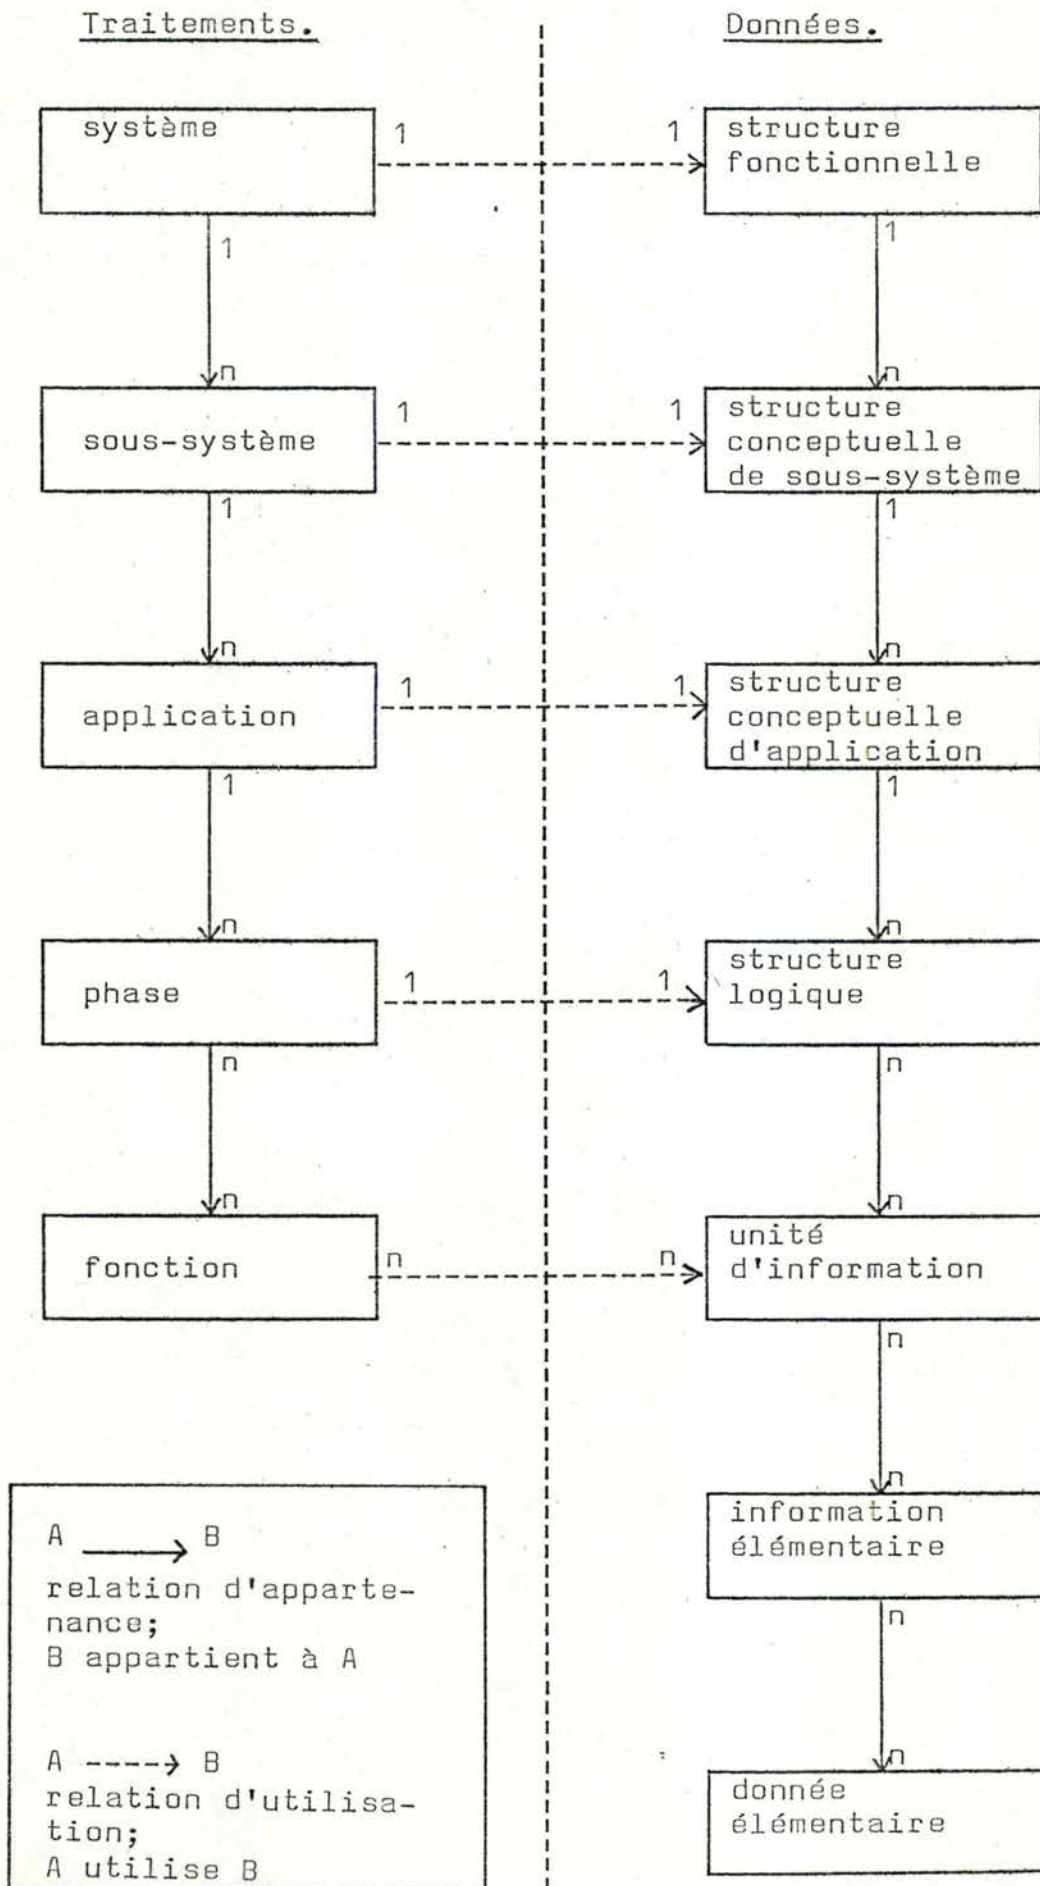 Traitements.
Données.
système
1
1
structure
fonctionnelle
1
1
n
n
sous-système
1
1
structure
conceptuelle
de sous-système
1
1
n
n
application
1
1
structure
conceptuelle
d'application
1
1
n
n
phase
1
1
structure
logique
n
n
n
n
fonction
n
n
unité
d'information
n
n
information
élémentaire
n
n
donnée
élémentaire
A B
relation d'apparte-
nance;
B appartient à A
A B
relation d'utilisa-
tion;
A utilise B